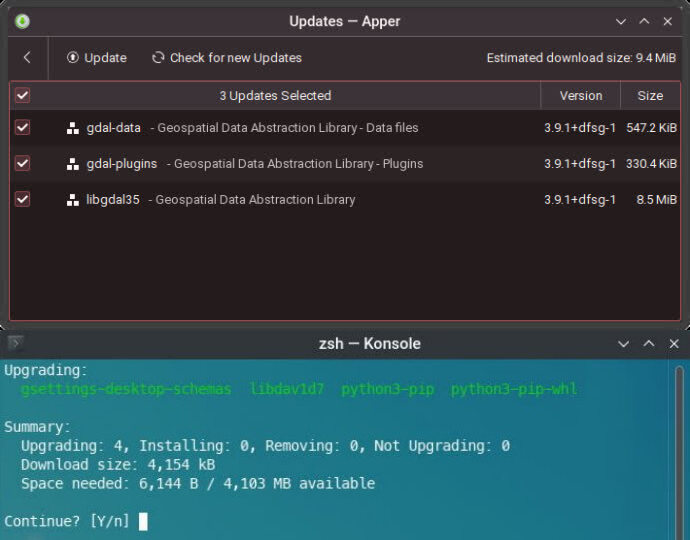 Updates — Apper
Update Check for new Updates Estimated download size: 9.4 MiB
3 Updates Selected Version Size
gdal-data - Geospatial Data Abstraction Library - Data files 3.9.1+dfsg-1 547.2 KiB
gdal-plugins - Geospatial Data Abstraction Library - Plugins 3.9.1+dfsg-1 330.4 KiB
libgdal35 - Geospatial Data Abstraction Library 3.9.1+dfsg-1 8.5 MiB
zsh — Konsole
Upgrading:
gsettings-desktop-schemas libdav1d7 python3-pip python3-pip-whl
Summary:
Upgrading: 4, Installing: 0, Removing: 0, Not Upgrading: 0
Download size: 4,154 kB
Space needed: 6,144 B / 4,103 MB available
Continue? [Y/n]